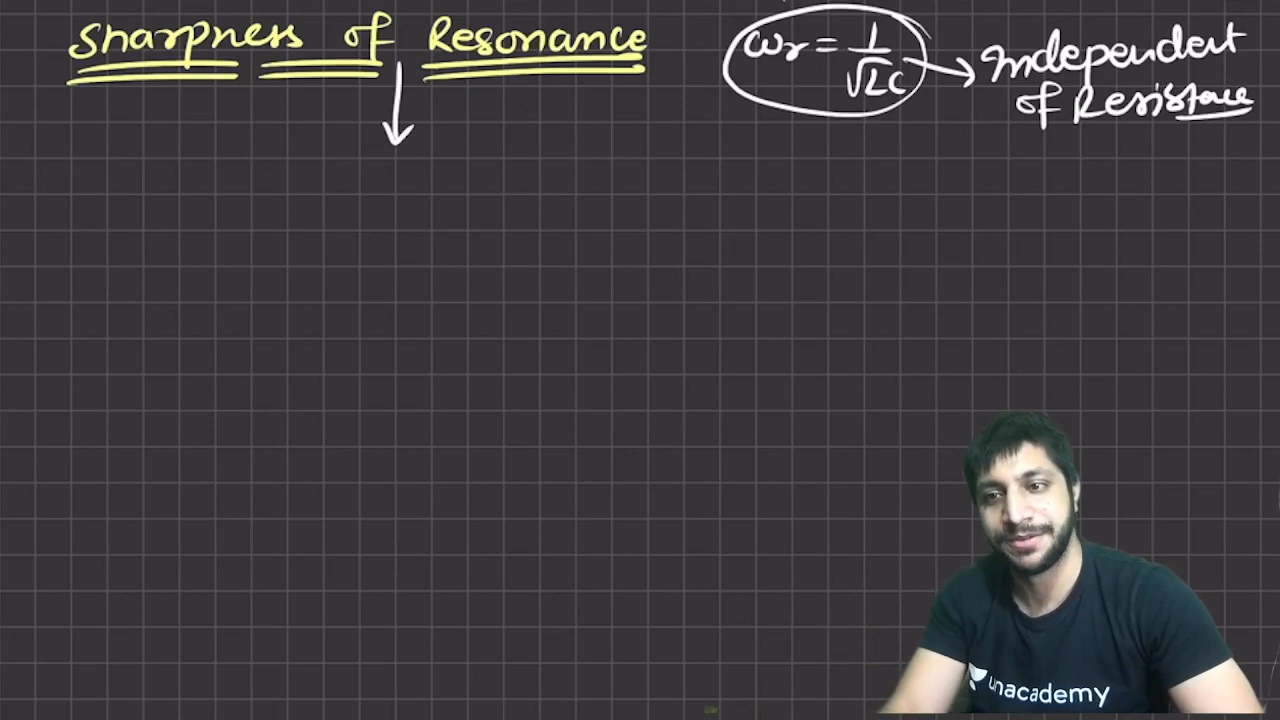 Sharpness of Resonance
ωr = 1/√LC → Independent
of Resistance
unacademy